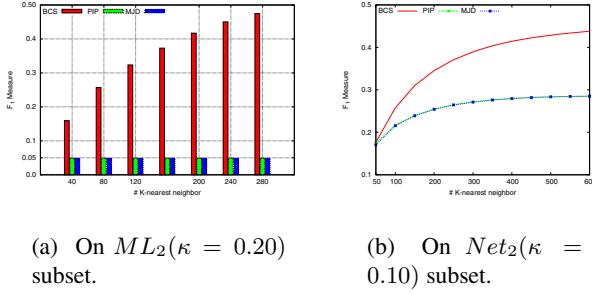 BCS PIP MJD
0.50
0.4
0.3
0.2
0.1
0.05
0.0
F1 Measure
40 80 120 200 240 280
# K-nearest neighbor
BCS PIP MJD
0.5
0.4
0.3
0.2
0.1
F1 Measure
50 100 200 300 400 500 60
# K-nearest neighbor
(a) On ML2(κ = 0.20)
subset.
(b) On Net2(κ =
0.10) subset.